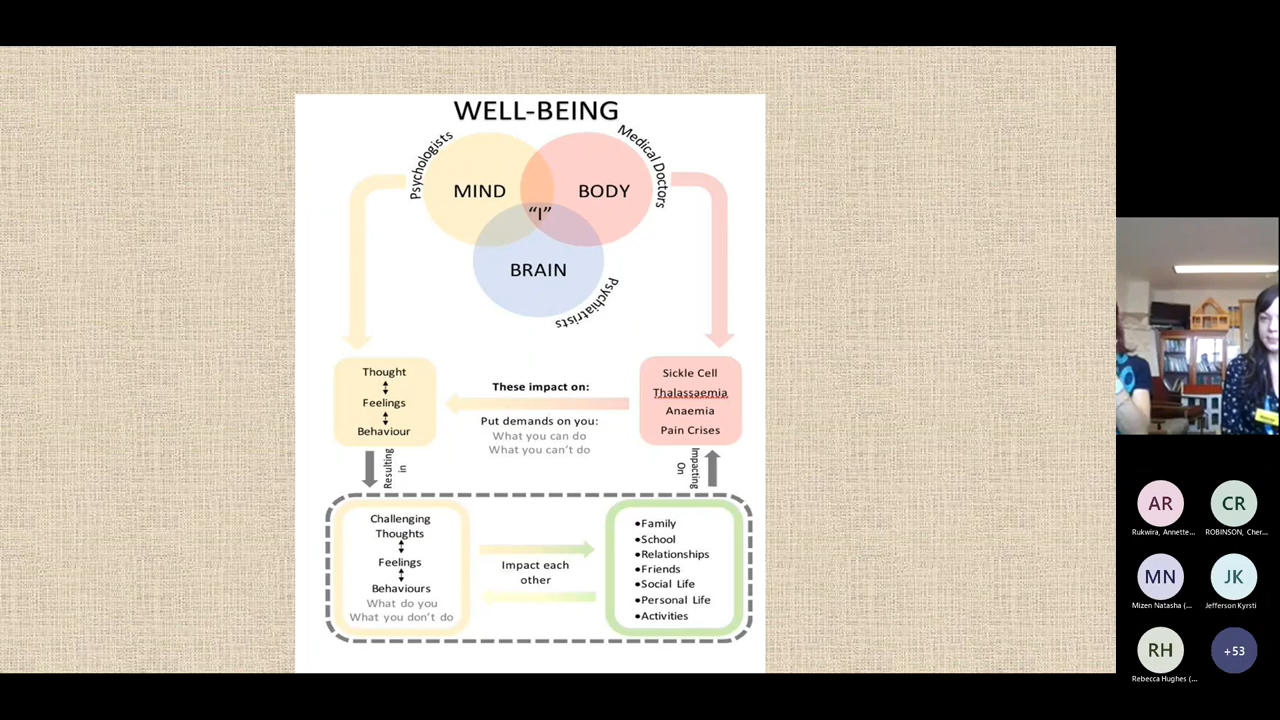 WELL-BEING
Psychologists
Medical Doctors
MIND
BODY
“I”
BRAIN
Psychiatrists
Thought
Feelings
Behaviour
These impact on:
Put demands on you:
What you can do
What you can’t do
Sickle Cell
Thalassaemia
Anaemia
Pain Crises
Resulting
in
Impacting
On
Challenging
Thoughts
Feelings
Behaviours
What do you
What you don’t do
Impact each
other
•Family
•School
•Relationships
•Friends
•Social Life
•Personal Life
•Activities
AR
Rukwira, Annette...
CR
ROBINSON, Cher...
MN
Mizen Natasha (...
JK
Jefferson Kyrsti
RH
Rebecca Hughes (...
+53